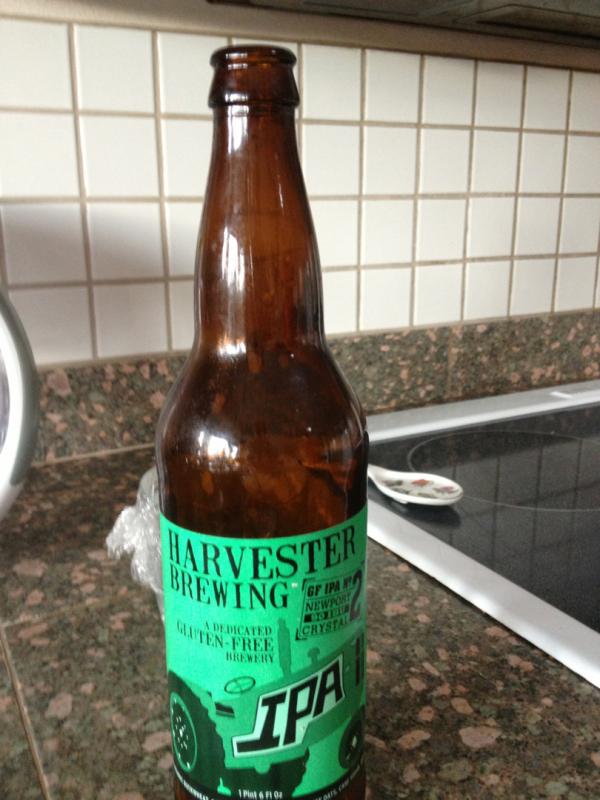 HARVESTER
BREWING
GF IPA No 2
NEWPORT
CRYSTAL
A DEDICATED
GLUTEN-FREE
BREWERY
IPA
1 Pint 6 Fl Oz